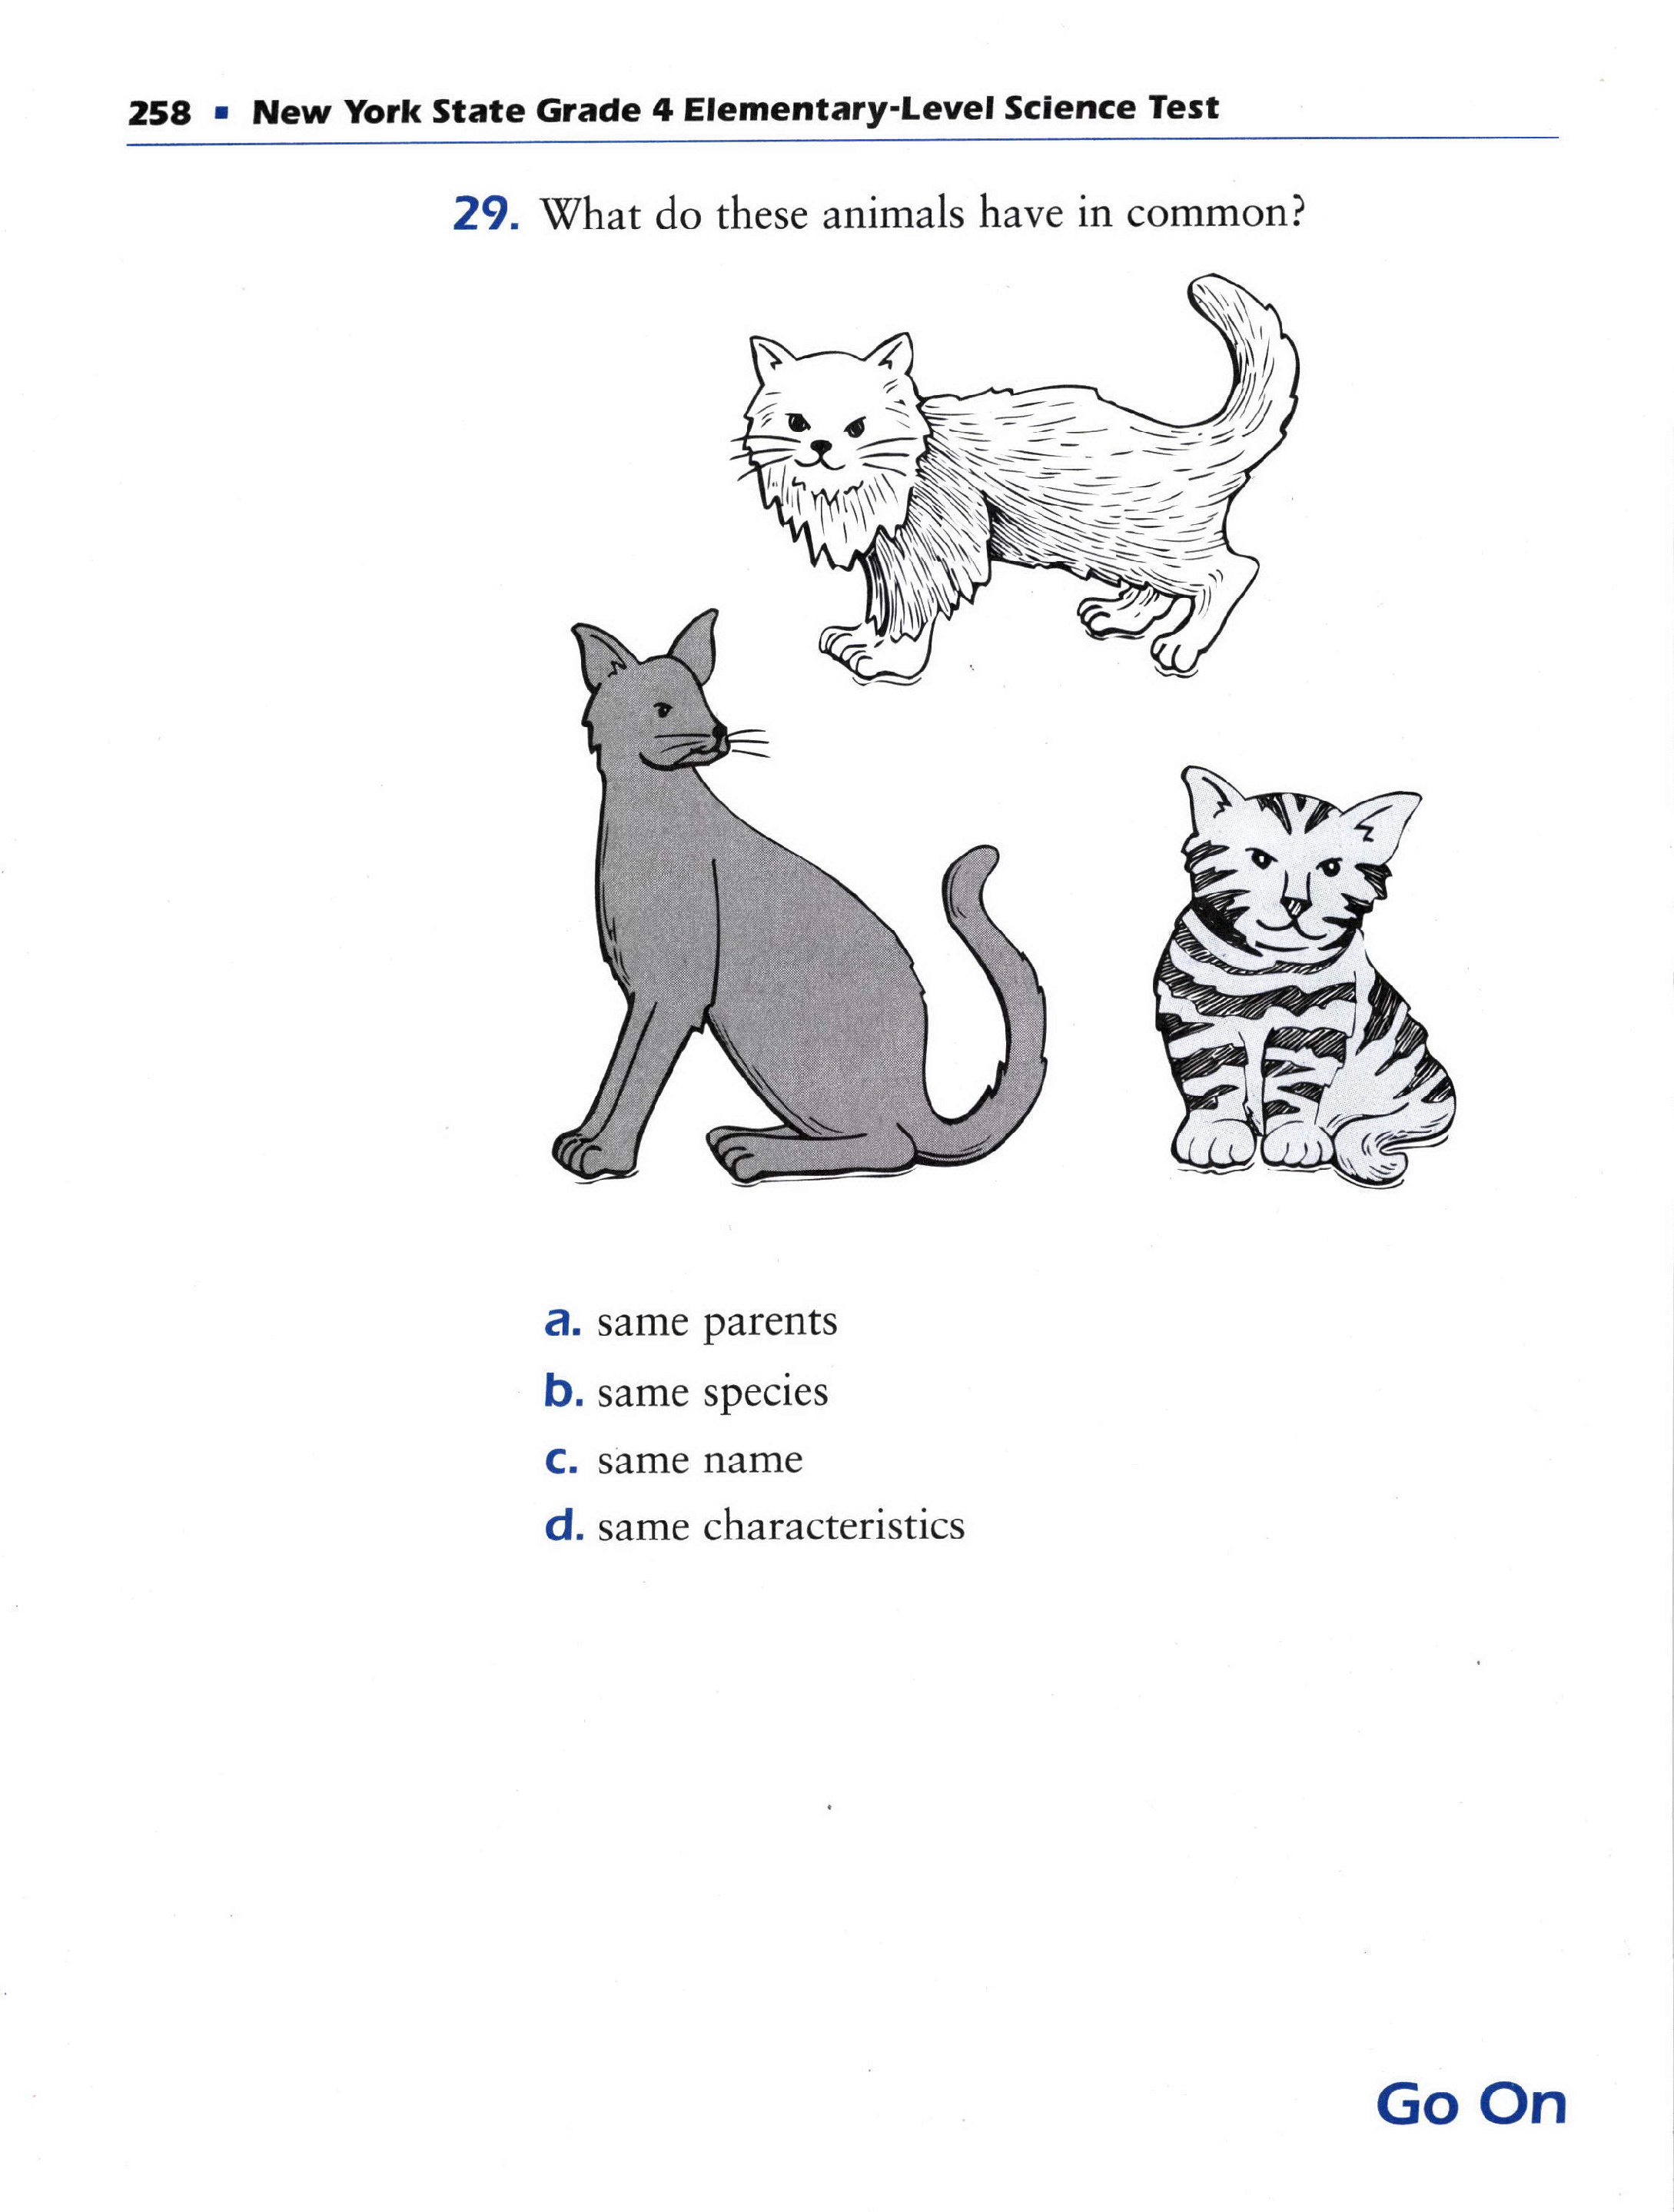 258 ▪ New York State Grade 4 Elementary-Level Science Test
29. What do these animals have in common?
a. same parents
b. same species
c. same name
d. same characteristics
Go On